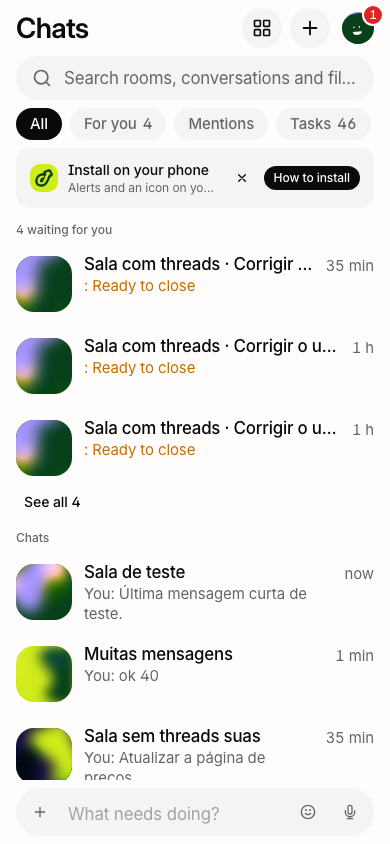 Chats
1
Search rooms, conversations and fil...
All
For you 4
Mentions
Tasks 46
Install on your phone
Alerts and an icon on yo...
How to install
4 waiting for you
Sala com threads · Corrigir ...
35 min
: Ready to close
Sala com threads · Corrigir o u...
1 h
: Ready to close
Sala com threads · Corrigir o u...
1 h
: Ready to close
See all 4
Chats
Sala de teste
now
You: Última mensagem curta de
teste.
Muitas mensagens
1 min
You: ok 40
Sala sem threads suas
35 min
You: Atualizar a página de
preços
What needs doing?